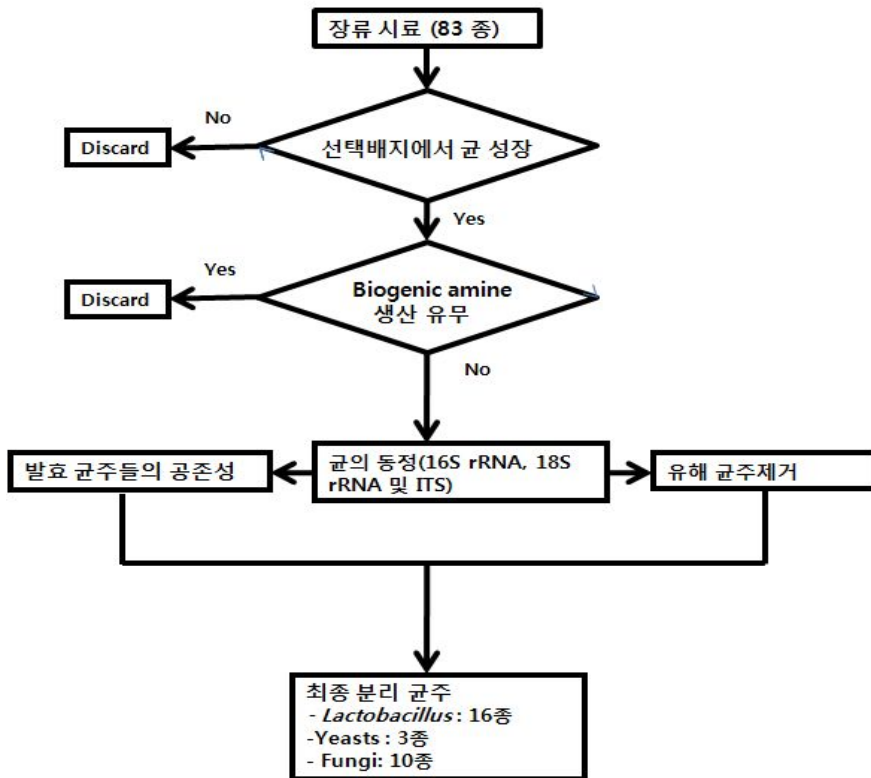 장류 시료 (83 종)
No
Discard
선택배지에서 균 성장
Yes
Yes
Discard
Biogenic amine
생산 유무
No
발효 균주들의 공존성
균의 동정(16S rRNA, 18S
rRNA 및 ITS)
유해 균주제거
최종 분리 균주
- Lactobacillus : 16종
-Yeasts : 3종
- Fungi: 10종